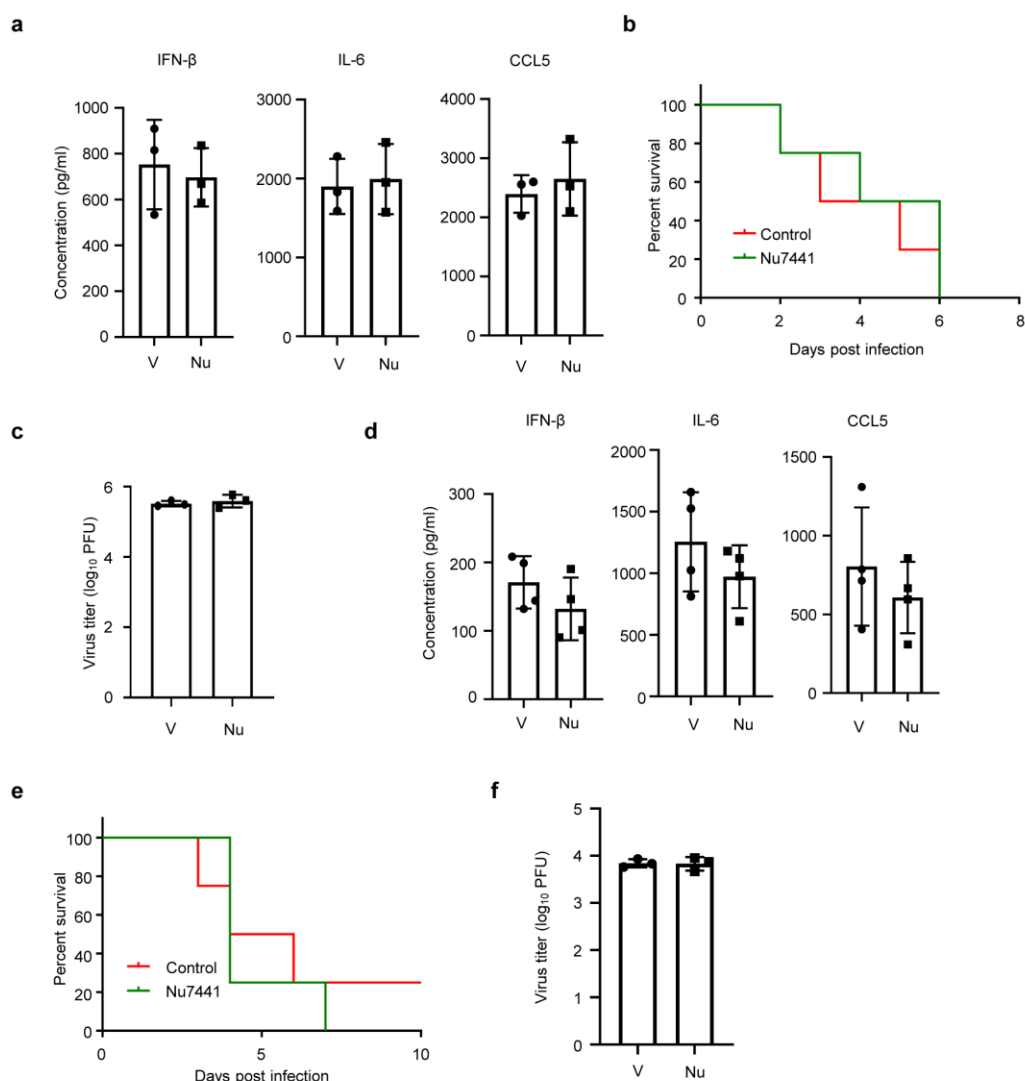 a
IFN-β
IL-6
CCL5
Concentration (pg/ml)
1000
800
600
400
200
0
V
Nu
3000
2000
1000
0
V
Nu
4000
3000
2000
1000
0
V
Nu
b
Percent survival
100
80
60
40
20
0
Control
Nu7441
0
2
4
6
8
Days post infection
c
Virus titer (log₁₀ PFU)
6
4
2
0
V
Nu
d
IFN-β
IL-6
CCL5
Concentration (pg/ml)
300
200
100
0
V
Nu
2000
1500
1000
500
0
V
Nu
1500
1000
500
0
V
Nu
e
Percent survival
100
80
60
40
20
0
Control
Nu7441
0
5
10
Days post infection
f
Virus titer (log₁₀ PFU)
5
4
3
2
1
0
V
Nu